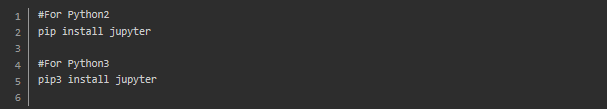 1 #For Python2
2 pip install jupyter
3
4 #For Python3
5 pip3 install jupyter
6